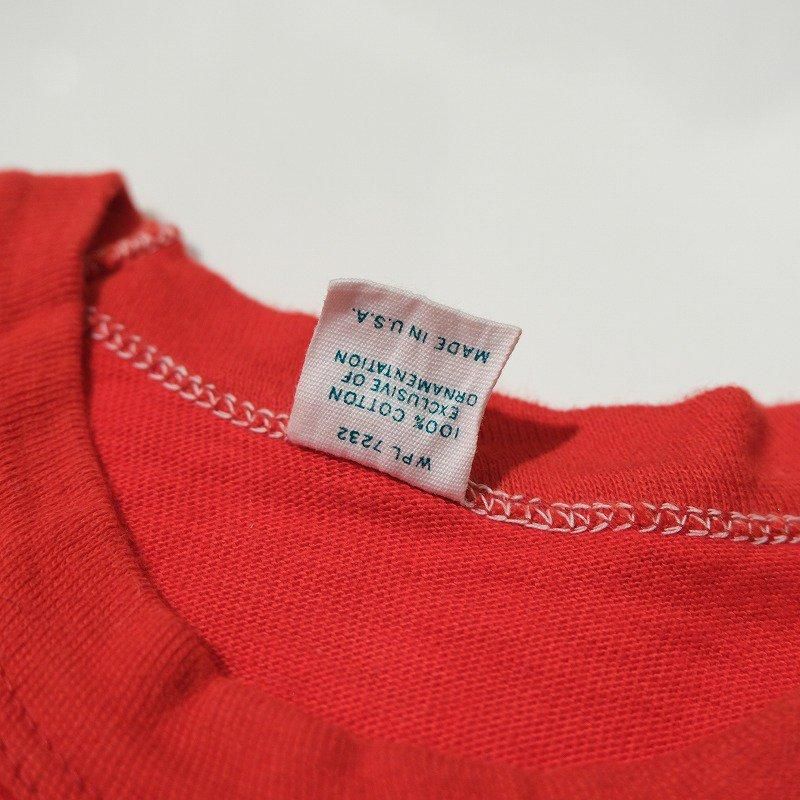 WPL 7232
100% COTTON
EXCLUSIVE OF
ORNAMENTATION
MADE IN U.S.A.